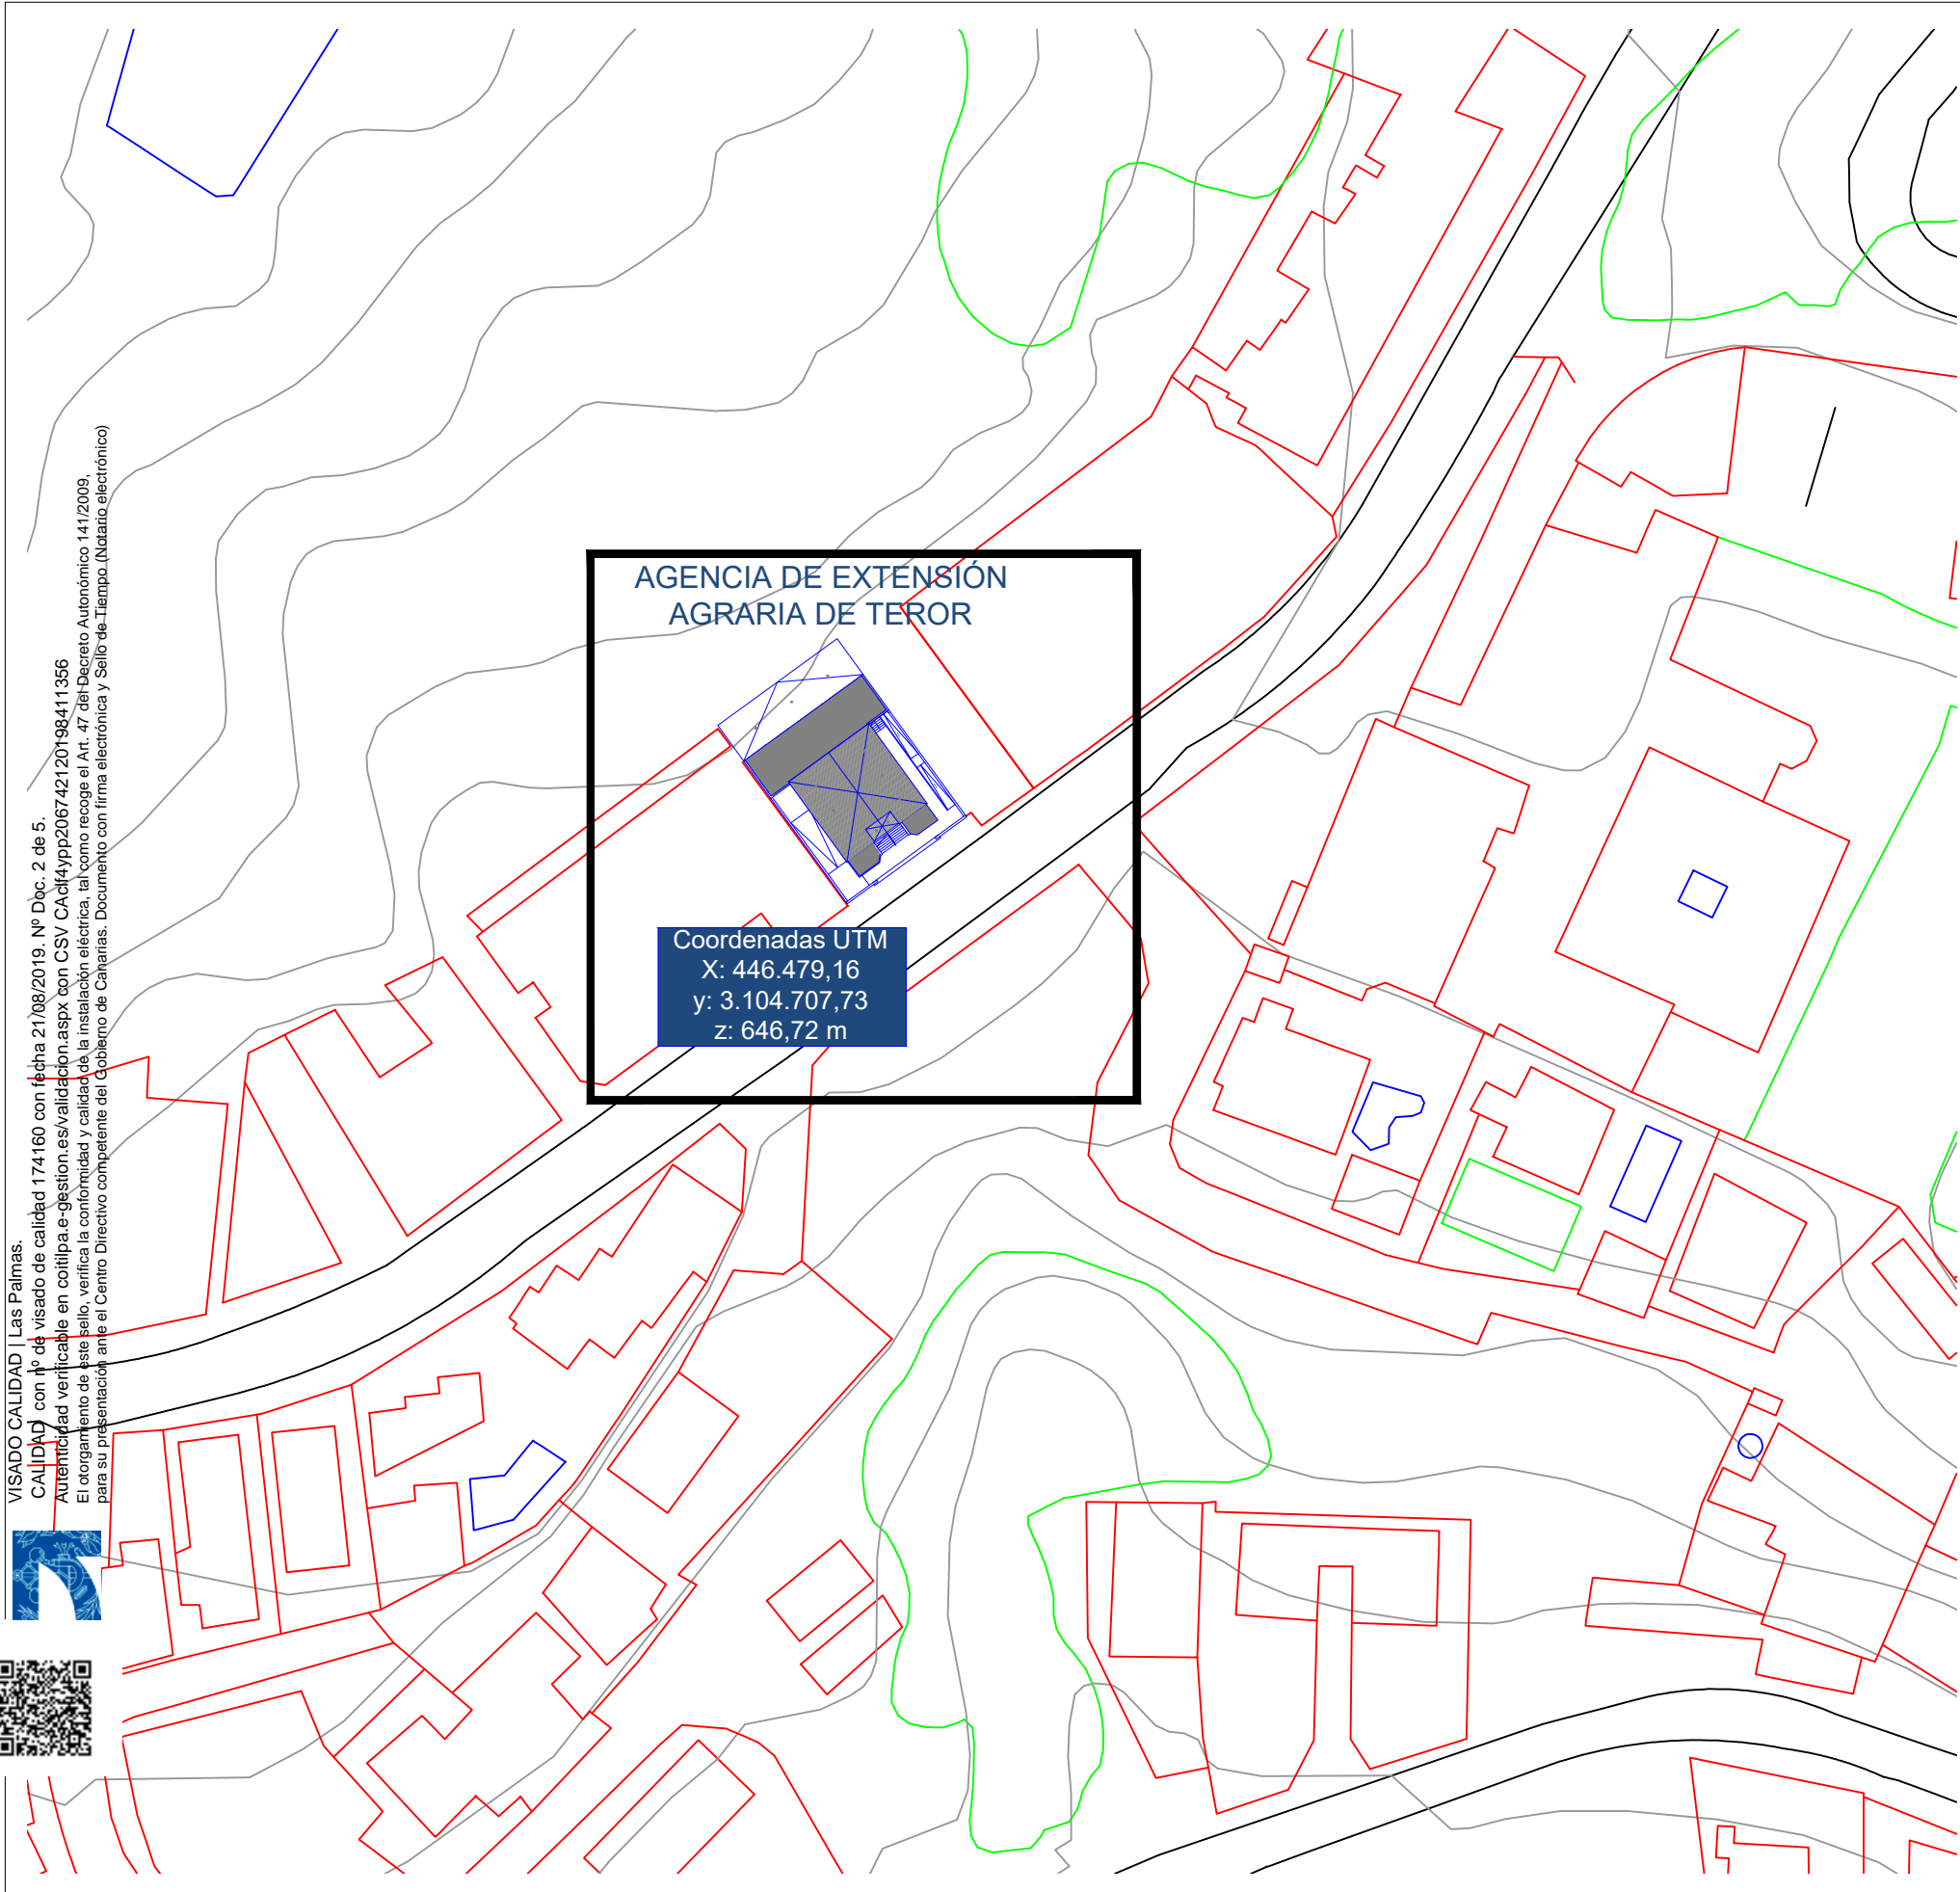 AGENCIA DE EXTENSIÓN
AGRARIA DE TEROR
Coordenadas UTM
X: 446.479,16
y: 3.104.707,73
z: 646,72 m
VISADO CALIDAD | Las Palmas.
CALIDAD con nº de visado de calidad 174160 con fecha 21/08/2019. Nº Doc. 2 de 5.
Autenticidad verificable en coitilpa.e-gestion.es/validacion.aspx con CSV CAclf4ypp206742121201984​11356
El otorgamiento de este sello, verifica la conformidad y calidad de la instalación eléctrica, tal como recoge el Art. 47 del Decreto Autonómico 141/2009,
para su presentación ante el Centro Directivo competente del Gobierno de Canarias. Documento con firma electrónica y Sello de Tiempo (Notario electrónico)